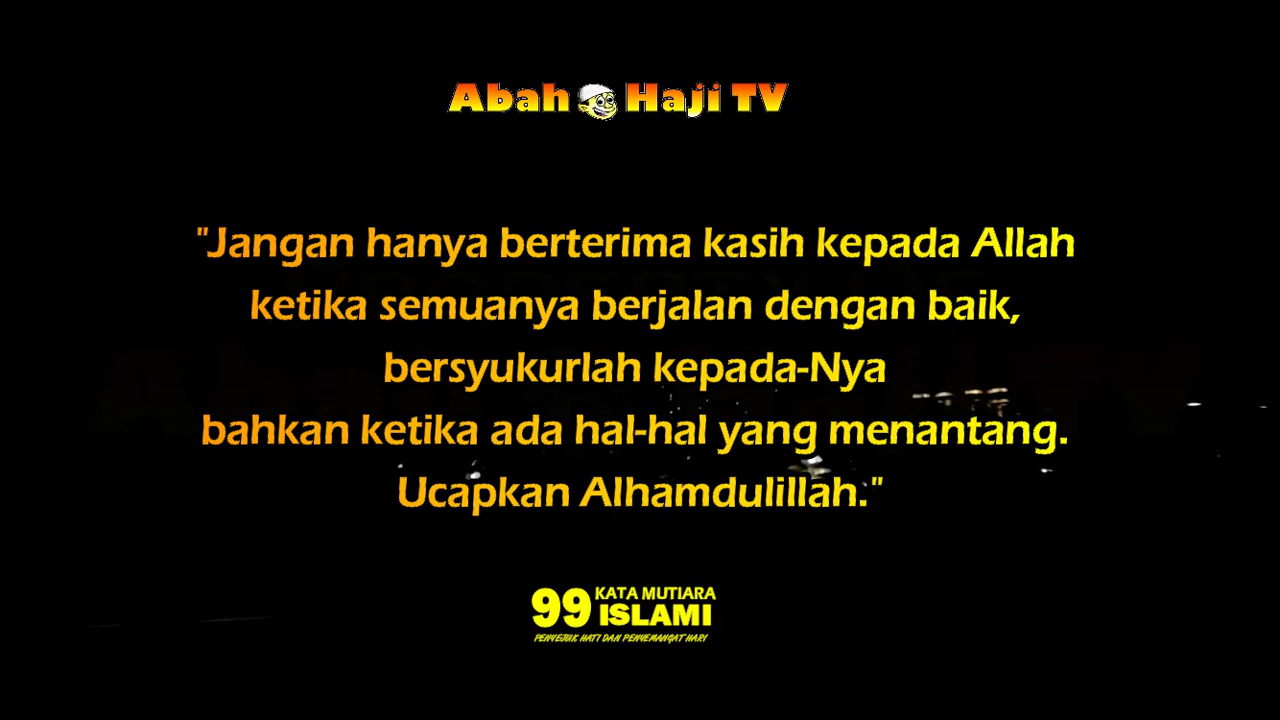 Abah Haji TV
"Jangan hanya berterima kasih kepada Allah
ketika semuanya berjalan dengan baik,
bersyukurlah kepada-Nya
bahkan ketika ada hal-hal yang menantang.
Ucapkan Alhamdulillah."
99 KATA MUTIARA
ISLAMI
PENYEJUK HATI DAN PENYEMANGAT HARI